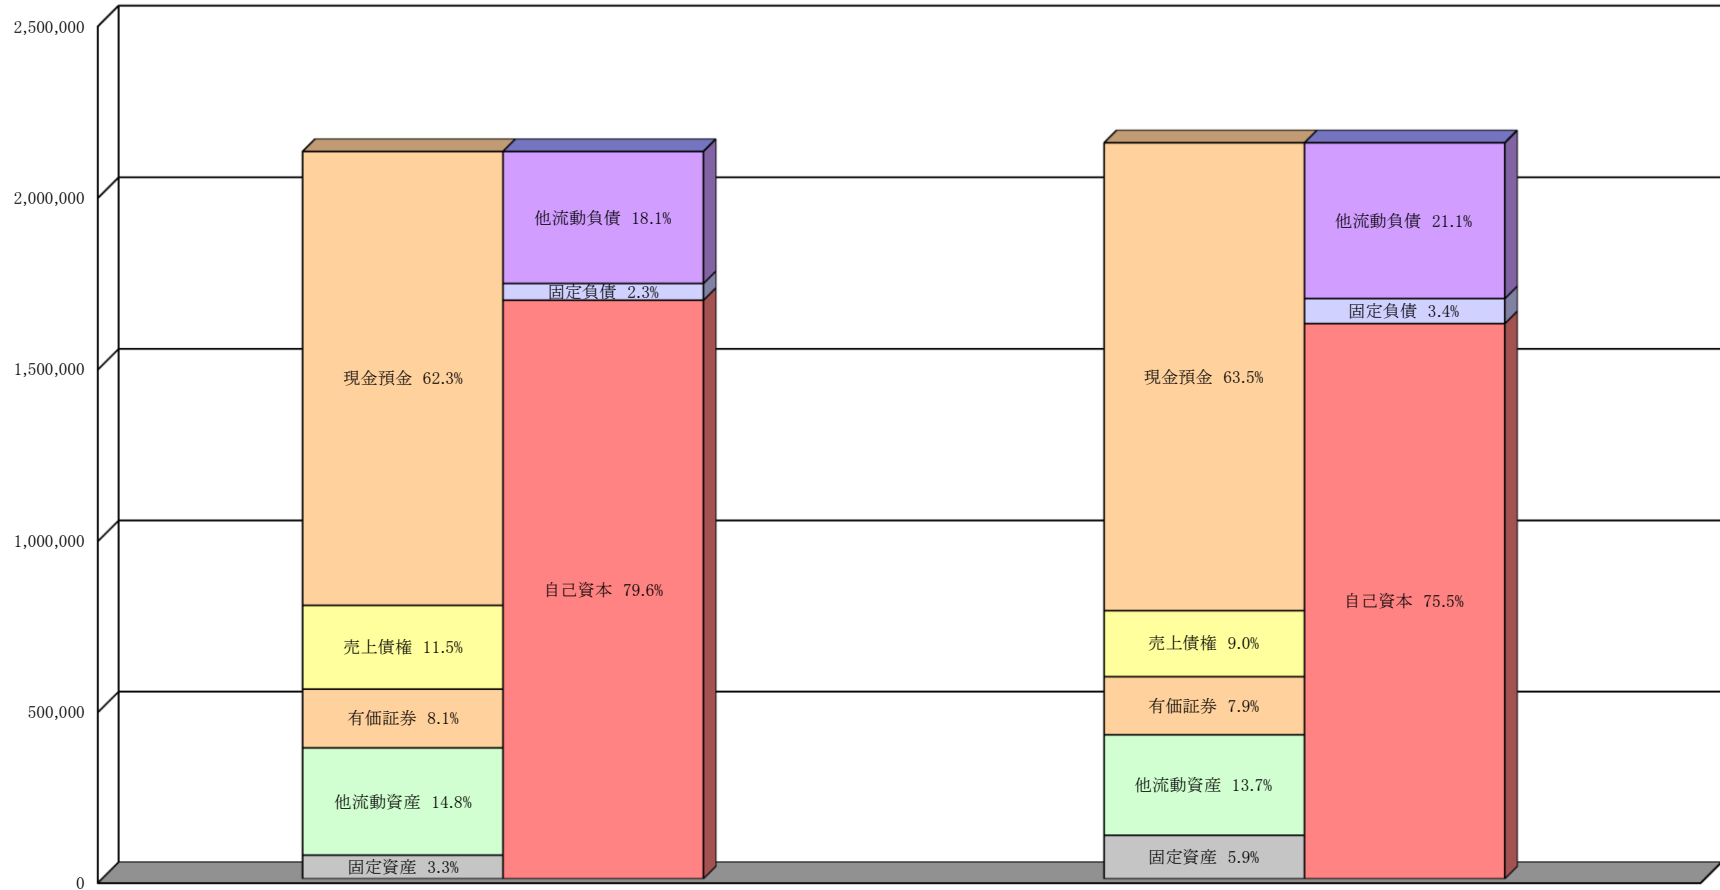 2,500,000
2,000,000
1,500,000
1,000,000
500,000
0
現金預金 62.3%
売上債権 11.5%
有価証券 8.1%
他流動資産 14.8%
固定資産 3.3%
他流動負債 18.1%
固定負債 2.3%
自己資本 79.6%
現金預金 63.5%
売上債権 9.0%
有価証券 7.9%
他流動資産 13.7%
固定資産 5.9%
他流動負債 21.1%
固定負債 3.4%
自己資本 75.5%